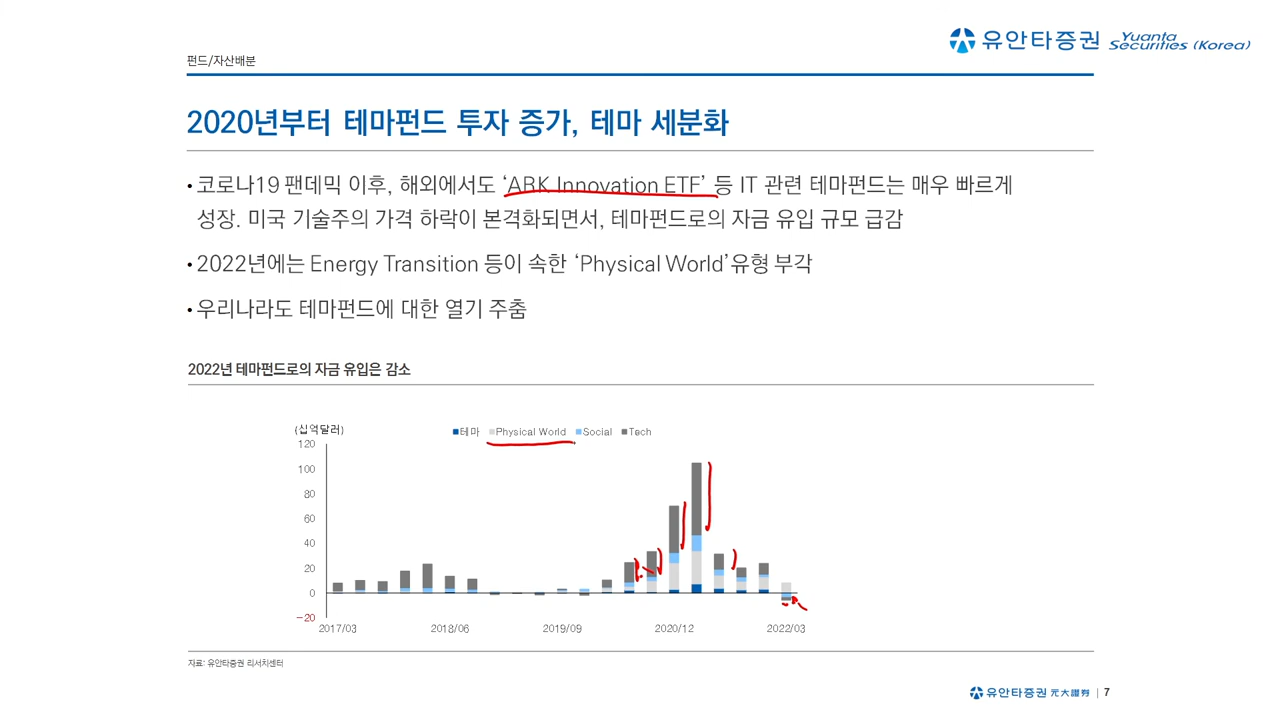 유안타증권 Yuanta Securities (Korea)
펀드/자산배분
2020년부터 테마펀드 투자 증가, 테마 세분화
• 코로나19 팬데믹 이후, 해외에서도 ‘ARK Innovation ETF’ 등 IT 관련 테마펀드는 매우 빠르게
성장. 미국 기술주의 가격 하락이 본격화되면서, 테마펀드로의 자금 유입 규모 급감
• 2022년에는 Energy Transition 등이 속한 ‘Physical World’유형 부각
• 우리나라도 테마펀드에 대한 열기 주춤
2022년 테마펀드로의 자금 유입은 감소
(십억달러)
테마 Physical World Social Tech
120
100
80
60
40
20
0
-20
2017/03 2018/06 2019/09 2020/12 2022/03
자료: 유안타증권 리서치센터
유안타증권 元大證券 | 7